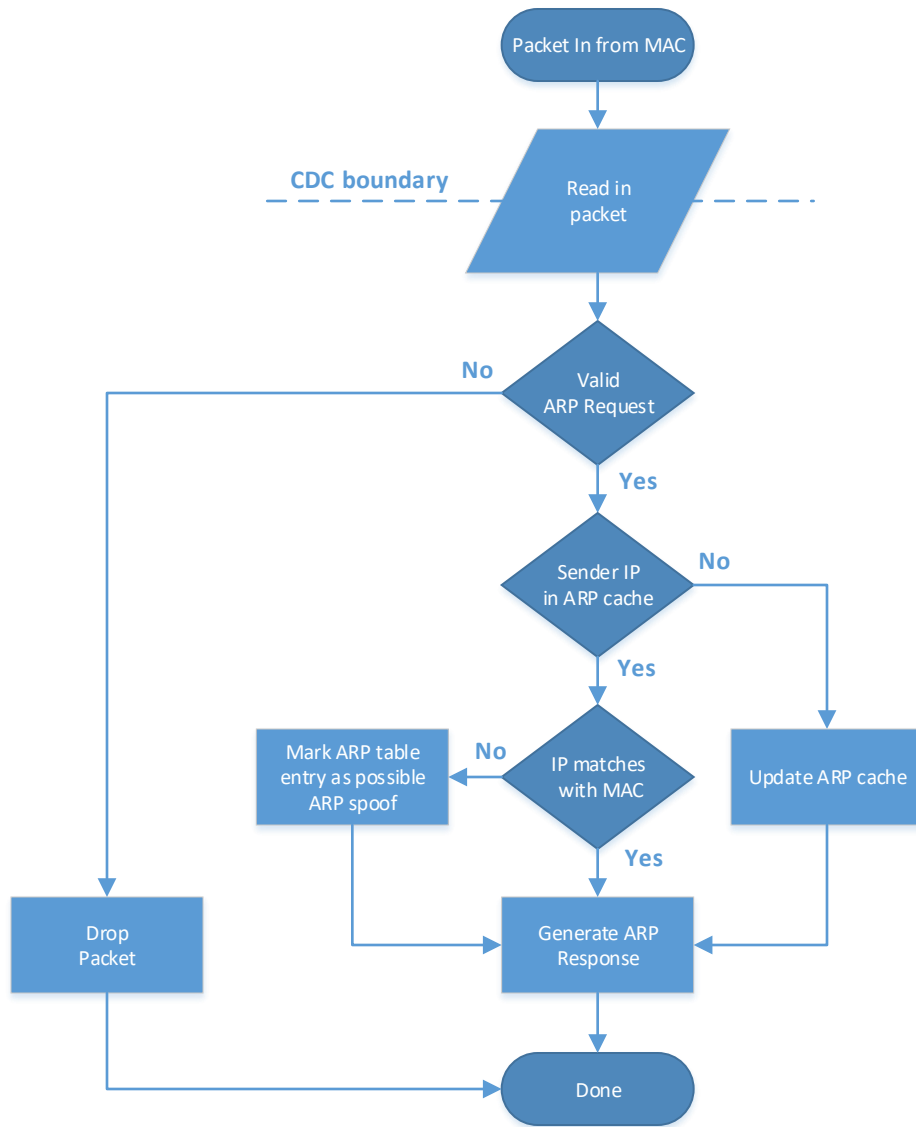 Packet In from MAC
CDC boundary
Read in
packet
No
Valid
ARP Request
Yes
Sender IP
in ARP cache
No
Yes
Mark ARP table
entry as possible
ARP spoof
No
IP matches
with MAC
Update ARP cache
Yes
Drop
Packet
Generate ARP
Response
Done